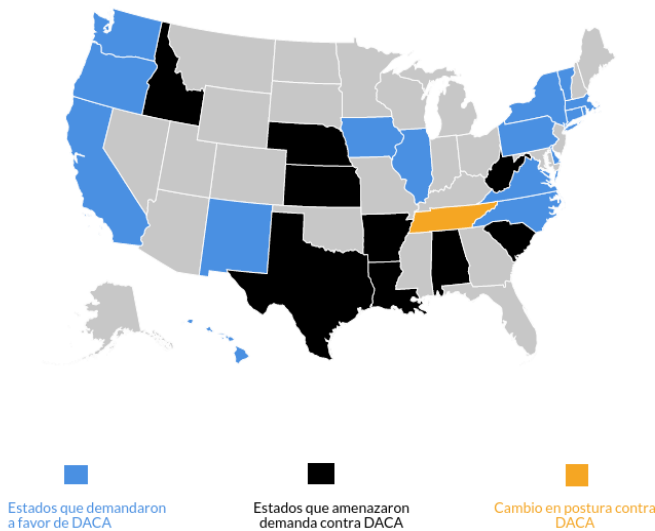 Estados que demandaron
a favor de DACA
Estados que amenazaron
demanda contra DACA
Cambio en postura contra
DACA